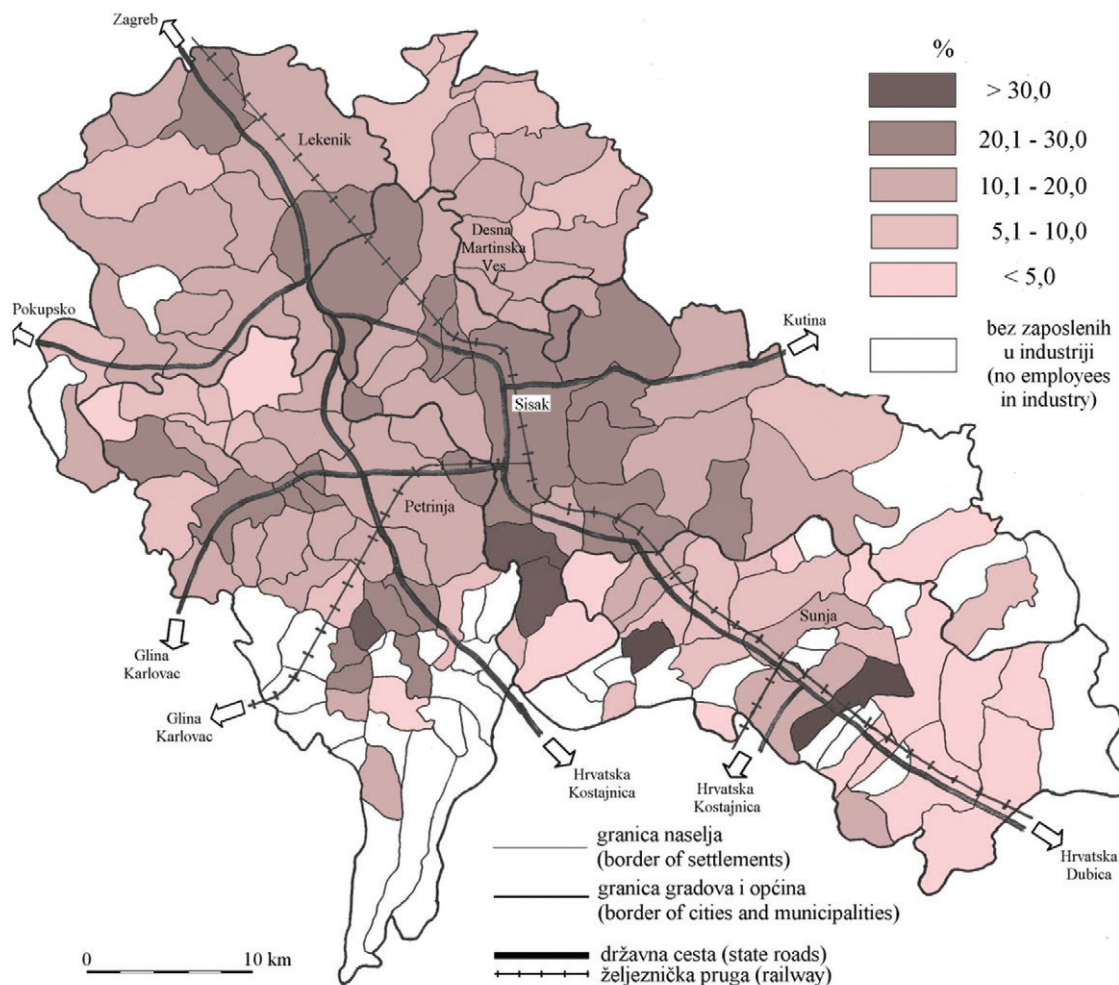 Zagreb
%
> 30,0
20,1 - 30,0
10,1 - 20,0
5,1 - 10,0
< 5,0
bez zaposlenih
u industriji
(no employees
in industry)
Lekenik
Desna
Martinska
Ves
Pokupsko
Kutina
Sisak
Petrinja
Sunja
Glina
Karlovac
Glina
Karlovac
Hrvatska
Kostajnica
Hrvatska
Kostajnica
Hrvatska
Dubica
granica naselja
(border of settlements)
granica gradova i općina
(border of cities and municipalities)
državna cesta (state roads)
željeznička pruga (railway)
0 10 km